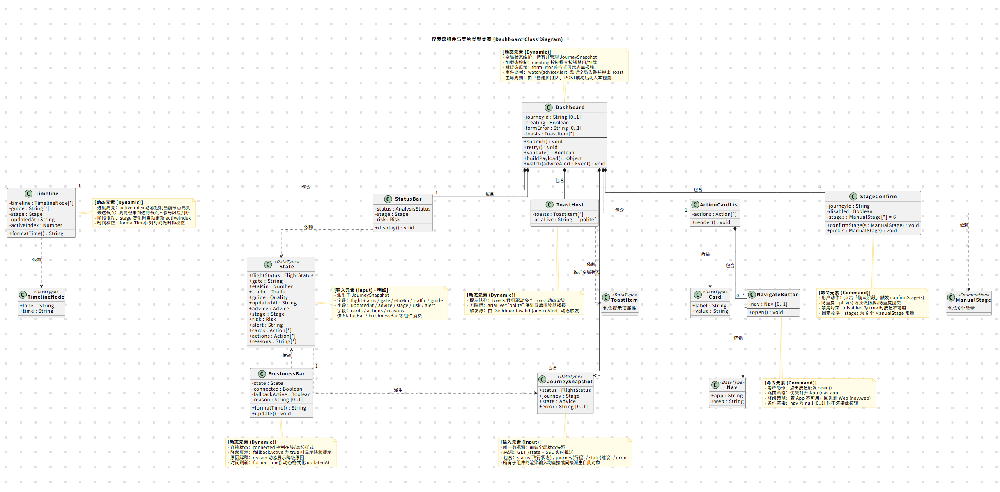 仪表盘组件与契约类型类图 (Dashboard Class Diagram)
[动态元素 (Dynamic)]
- 全局状态维护：持有并管理 JourneySnapshot
- 加载态控制：creating 控制提交按钮禁用/加载
- 错误态展示：formError 响应式展示表单报错
- 事件监听：watch(adviceAlert) 监听全局告警并弹出 Toast
- 生命周期：由「创建页(图2)」POST成功后切入本视图
C Dashboard
-journeyId : String [0..1]
-creating : Boolean
-formError : String [0..1]
-toasts : ToastItem[*]
+submit() : void
+retry() : void
+validate() : Boolean
+buildPayload() : Object
+watch(adviceAlert : Event) : void
1
包含
1
包含
包含
1
包含
1
包含
1
C Timeline
-timeline : TimelineNode[*]
-guide : String[*]
-stage : Stage
-updatedAt : String
-activeIndex : Number
+formatTime() : String
[动态元素 (Dynamic)]
- 进度高亮：activeIndex 动态控制当前节点高亮
- 未达节点：高亮但未到达的节点不参与风险判断
- 阶段驱动：stage 变化时自动更新 activeIndex
- 时间校正：formatTime() 对时间做时钟校正
C StatusBar
-status : AnalysisStatus
-stage : Stage
-risk : Risk
+display() : void
C ToastHost
-toasts : ToastItem[*]
-ariaLive : String = "polite"
C ActionCardList
-actions : Action[*]
+render() : void
C StageConfirm
-journeyId : String
-disabled : Boolean
-stages : ManualStage[*] = 6
+confirmStage(s : ManualStage) : void
+pick(s : ManualStage) : void
依赖
依赖
依赖
依赖
维护全局状态
依赖
包含
0..*
依赖
C «DataType»
TimelineNode
+label : String
+time : String
C «DataType»
State
+flightStatus : FlightStatus
+gate : String
+etaMin : Number
+traffic : Traffic
+guide : Quality
+updatedAt : String
+advice : Advice
+stage : Stage
+risk : Risk
+alert : String
+cards : Action[*]
+actions : Action[*]
+reasons : String[*]
[输入元素 (Input) - 明细]
- 派生于 JourneySnapshot
- 字段：flightStatus / gate / etaMin / traffic / guide
- 字段：updatedAt / advice / stage / risk / alert
- 字段：cards / actions / reasons
- 供 StatusBar / FreshnessBar 等组件消费
[动态元素 (Dynamic)]
- 提示队列：toasts 数组驱动多个 Toast 动态渲染
- 无障碍：ariaLive="polite" 保证屏幕阅读器播报
- 触发源：由 Dashboard.watch(adviceAlert) 动态触发
C «DataType»
ToastItem
包含提示项属性
C «DataType»
Card
+label : String
+value : String
C NavigateButton
-nav : Nav [0..1]
+open() : void
[命令元素 (Command)]
- 用户动作：点击「确认阶段」触发 confirmStage(s)
- 防重复：pick(s) 方法做防抖/防重复提交
- 禁用约束：disabled 为 true 时按钮不可用
- 固定枚举：stages 为 6 个 ManualStage 常量
C «Enumeration»
ManualStage
包含6个常量
依赖
1
包含
依赖
C FreshnessBar
-state : State
-connected : Boolean
-fallbackActive : Boolean
-reason : String [0..1]
+formatTime() : String
+update() : void
派生
C «DataType»
JourneySnapshot
+status : FlightStatus
+journey : Stage
+state : Advice
+error : String [0..1]
C «DataType»
Nav
+app : String
+web : String
[命令元素 (Command)]
- 用户动作：点击按钮触发 open()
- 路由策略：优先打开 App (nav.app)
- 降级策略：若 App 不可用，回退到 Web (nav.web)
- 条件渲染：nav 为 null [0..1] 时不渲染此按钮
[动态元素 (Dynamic)]
- 连接状态：connected 控制在线/离线样式
- 降级展示：fallbackActive 为 true 时显示降级提示
- 原因解释：reason 动态展示降级原因
- 时间刷新：formatTime() 动态格式化 updatedAt
[输入元素 (Input)]
- 唯一数据源：前端全局状态快照
- 来源：GET /state + SSE 实时推送
- 包含：status(飞行状态) / journey(行程) / state(建议) / error
- 所有子组件的渲染输入均直接或间接派生自此对象